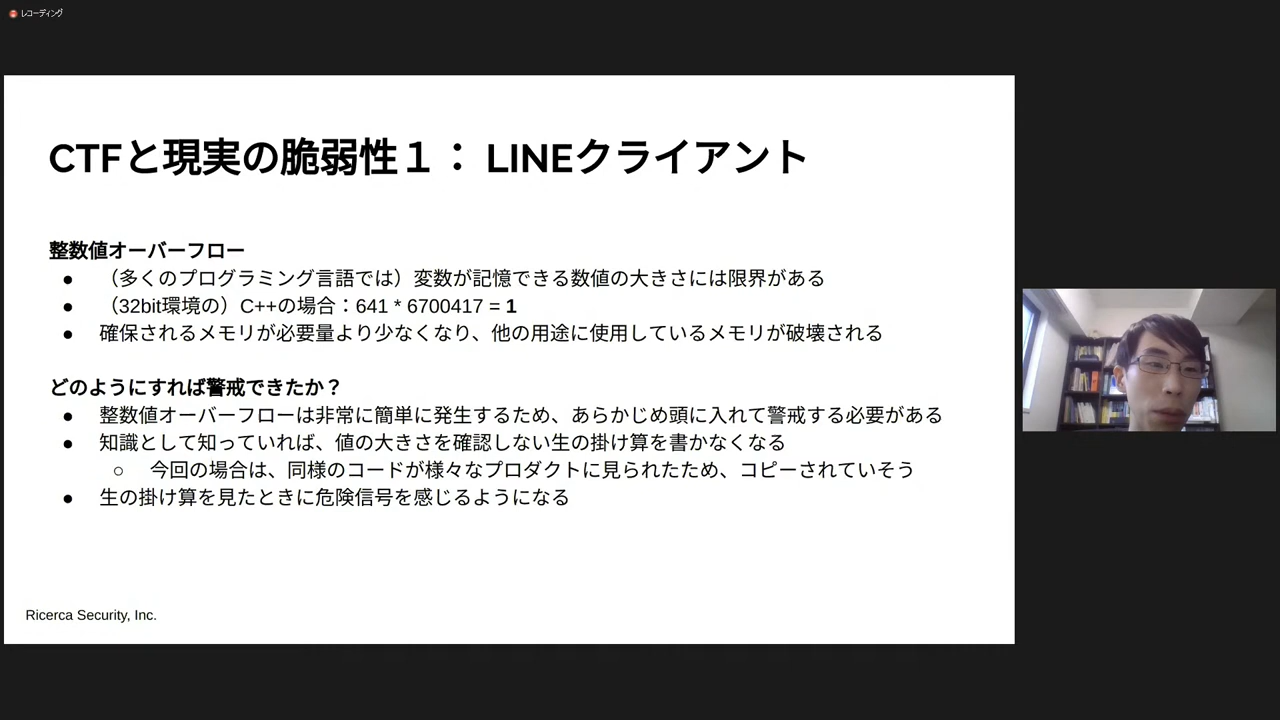 レコーディング
CTFと現実の脆弱性１： LINEクライアント
整数値オーバーフロー
● （多くのプログラミング言語では）変数が記憶できる数値の大きさには限界がある
● （32bit環境の）C++の場合：641 * 6700417 = 1
● 確保されるメモリが必要量より少なくなり、他の用途に使用しているメモリが破壊される
どのようにすれば警戒できたか？
● 整数値オーバーフローは非常に簡単に発生するため、あらかじめ頭に入れて警戒する必要がある
● 知識として知っていれば、値の大きさを確認しない生の掛け算を書かなくなる
○ 今回の場合は、同様のコードが様々なプロダクトに見られたため、コピーされていそう
● 生の掛け算を見たときに危険信号を感じるようになる
Ricerca Security, Inc.